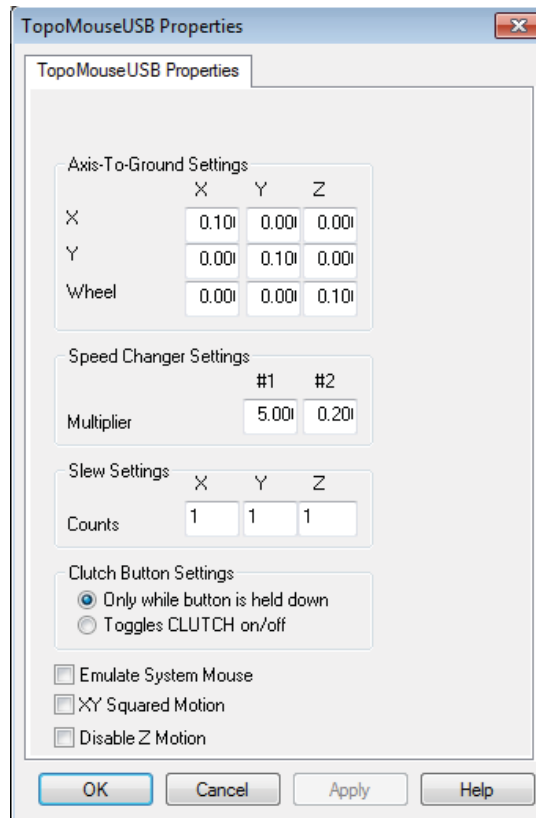 TopoMouseUSB Properties
TopoMouseUSB Properties
Axis-To-Ground Settings
X Y Z
X 0.10 0.00 0.00
Y 0.00 0.10 0.00
Wheel 0.00 0.00 0.10
Speed Changer Settings
#1 #2
Multiplier 5.00 0.20
Slew Settings
X Y Z
Counts 1 1 1
Clutch Button Settings
Only while button is held down
Toggles CLUTCH on/off
Emulate System Mouse
XY Squared Motion
Disable Z Motion
OK Cancel Apply Help